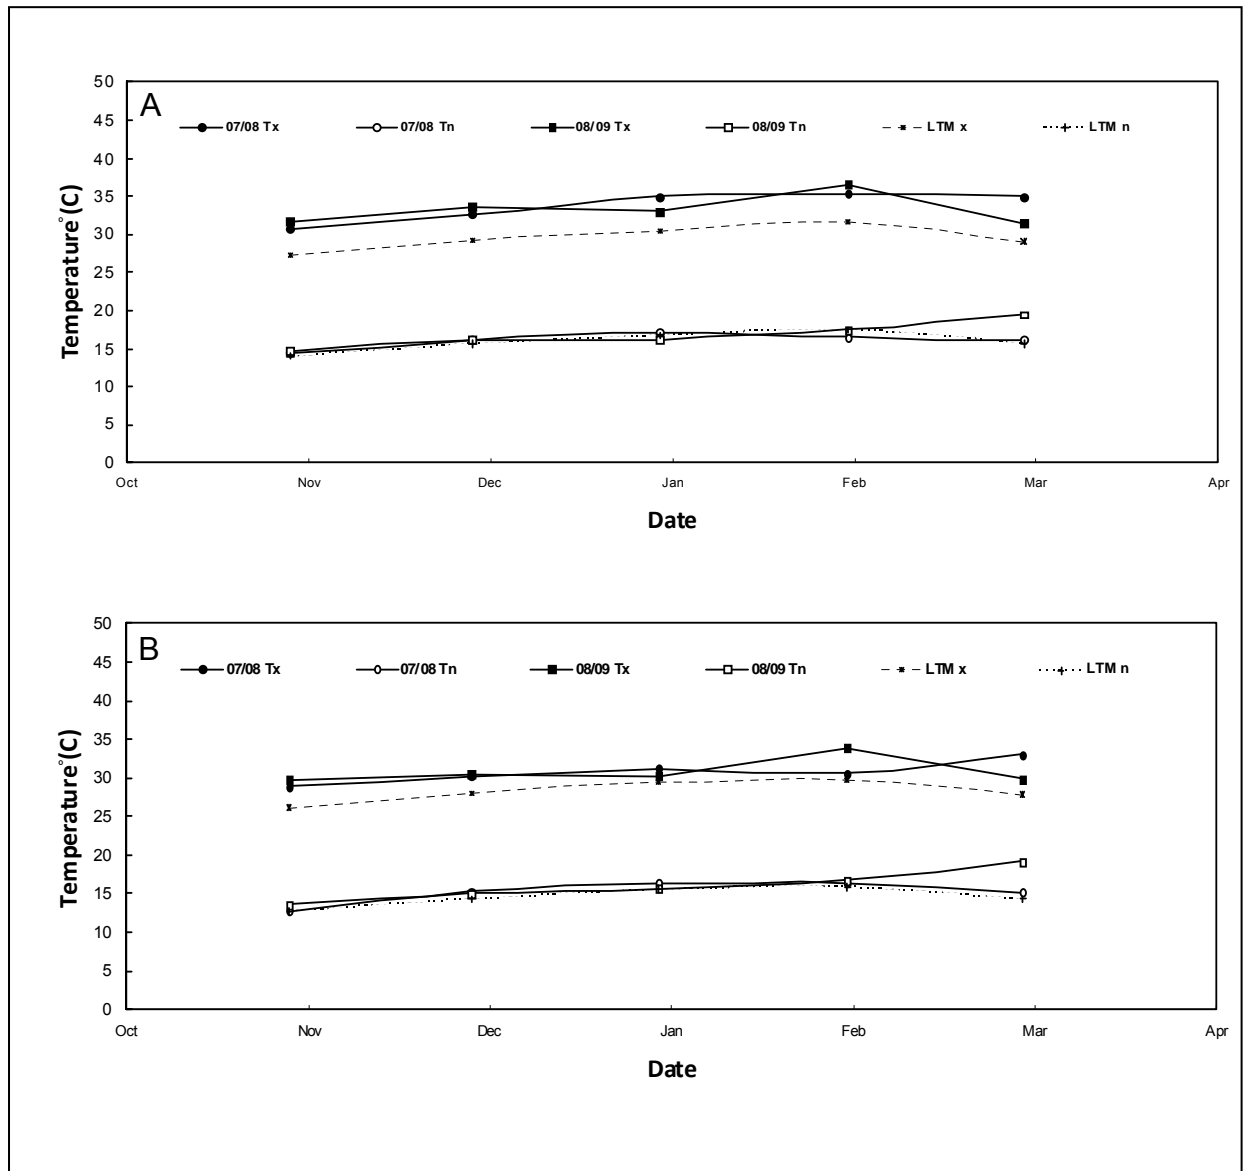 A
07/08 Tx 07/08 Tn 08/09 Tx 08/09 Tn LTM x LTM n
Temperature°(C)
50
45
40
35
30
25
20
15
10
5
0
Oct Nov Dec Jan Feb Mar Apr
Date
B
07/08 Tx 07/08 Tn 08/09 Tx 08/09 Tn LTM x LTM n
Temperature°(C)
50
45
40
35
30
25
20
15
10
5
0
Oct Nov Dec Jan Feb Mar Apr
Date